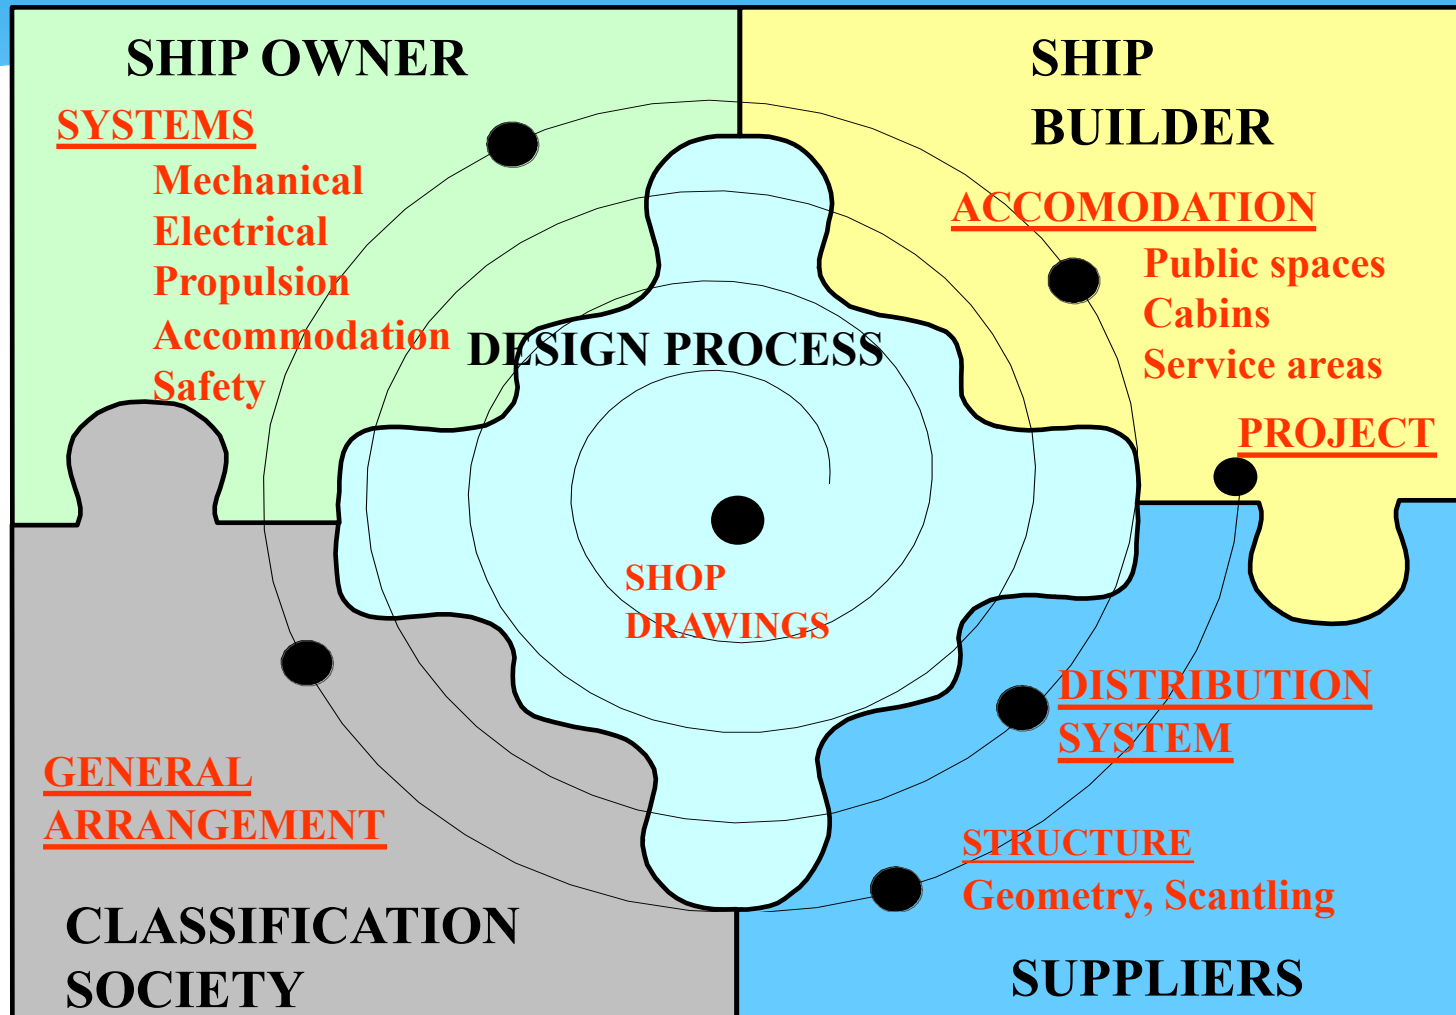 SHIP OWNER
SYSTEMS
Mechanical
Electrical
Propulsion
Accommodation
Safety
SHIP
BUILDER
ACCOMODATION
Public spaces
Cabins
Service areas
PROJECT
DESIGN PROCESS
SHOP
DRAWINGS
GENERAL
ARRANGEMENT
CLASSIFICATION
SOCIETY
DISTRIBUTION
SYSTEM
STRUCTURE
Geometry, Scantling
SUPPLIERS